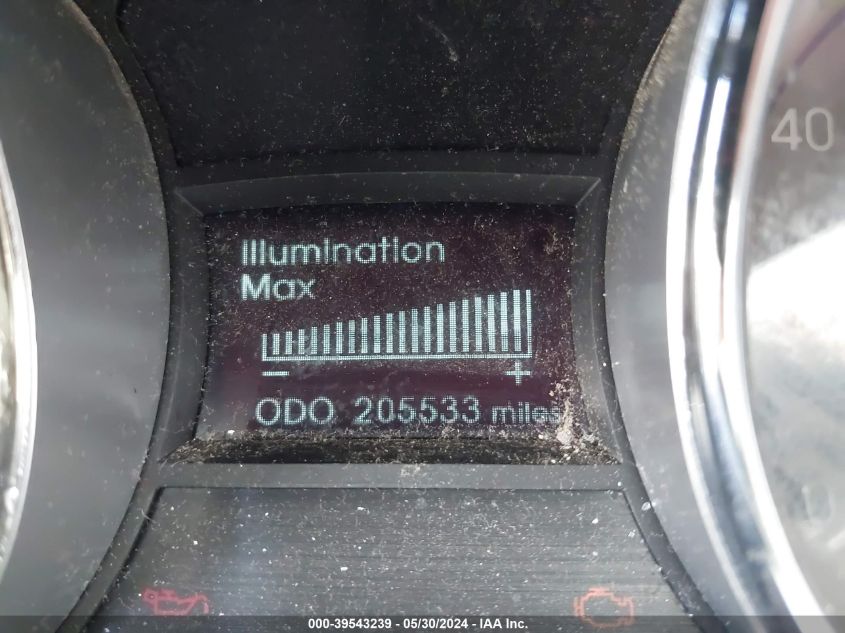 40
Illumination
Max
− +
ODO 205533 miles
000-39543239 - 05/30/2024 - IAA, Inc.